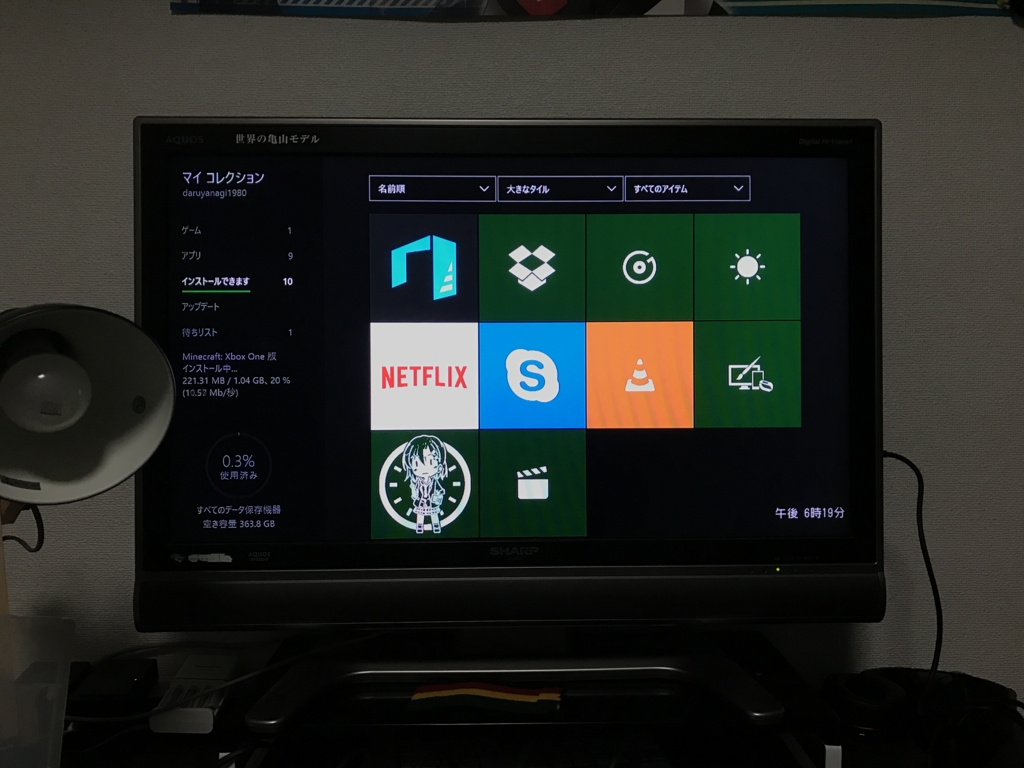 AQUOS
世界の亀山モデル
マイ コレクション
daruyanagi1980
ゲーム 1
アプリ 9
インストールできます 10
アップデート
待ちリスト 1
Minecraft: Xbox One 版
インストール中...
221.31 MB / 1.04 GB, 20 %
(10.52 Mb/秒)
0.3%
使用済み
すべてのデータ保存機器
空き容量 363.8 GB
名前順
大きなタイル
すべてのアイテム
NETFLIX
S
午後 6時19分
AQUOS
SHARP